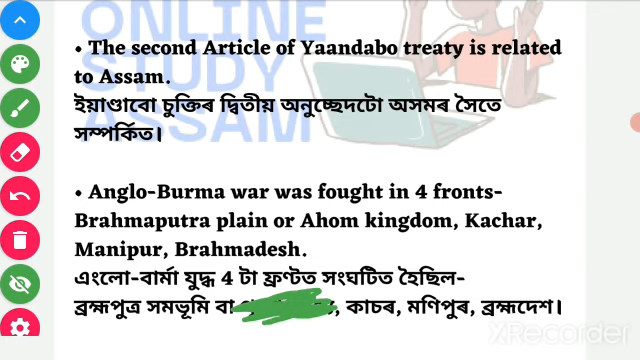 ONLINE
STUDY
ASSAM
• The second Article of Yaandabo treaty is related
to Assam.
ইয়াণ্ডাবো চুক্তিৰ দ্বিতীয় অনুচ্ছেদটো অসমৰ সৈতে
সম্পৰ্কিত।
• Anglo-Burma war was fought in 4 fronts-
Brahmaputra plain or Ahom kingdom, Kachar,
Manipur, Brahmadesh.
এংলো-বাৰ্মা যুদ্ধ 4 টা ফ্ৰণ্টত সংঘটিত হৈছিল-
ব্ৰহ্মপুত্ৰ সমভূমি বা , কাচৰ, মণিপুৰ, ব্ৰহ্মদেশ।
XRecorder